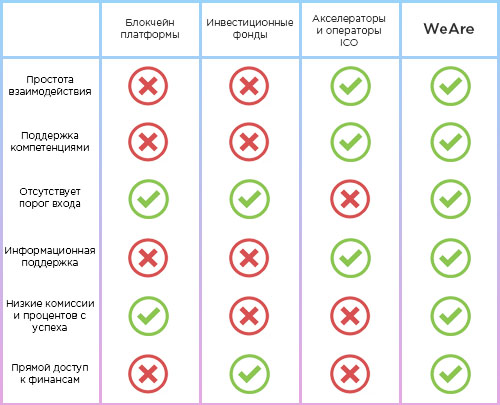 Блокчейн
платформы
Инвестиционные
фонды
Акселераторы
и операторы
ICO
WeAre
Простота
взаимодействия
Поддержка
компетенциями
Отсутствует
порог входа
Информационная
поддержка
Низкие комиссии
и процентов с
успеха
Прямой доступ
к финансам